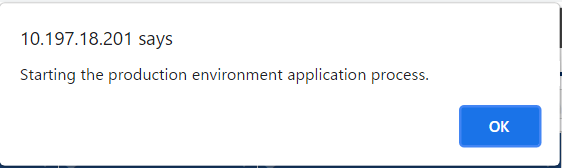 10.197.18.201 says
Starting the production environment application process.
OK